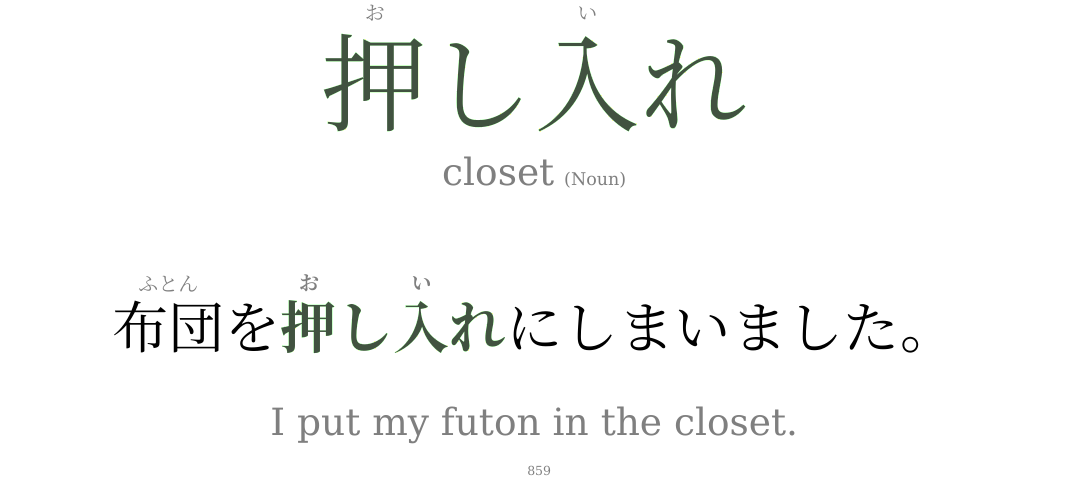 お い
押し入れ
closet (Noun)
ふとん お い
布団を押し入れにしまいました。
I put my futon in the closet.
859